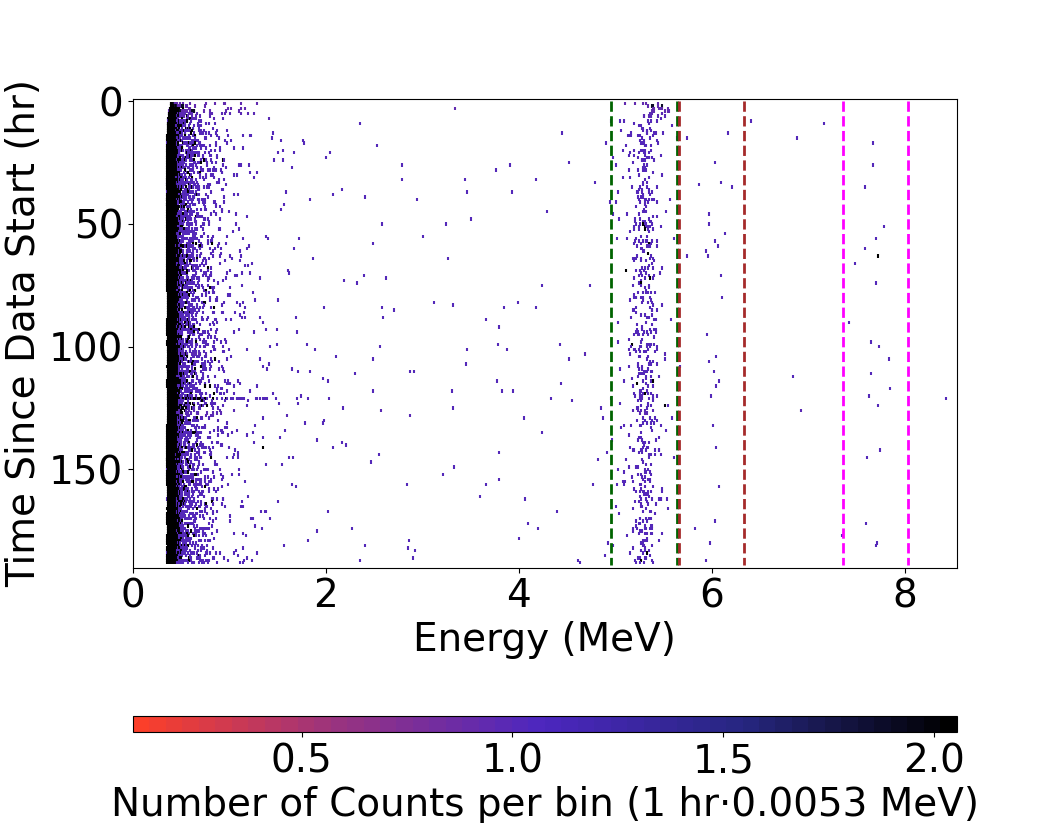 0
50
100
150
Time Since Data Start (hr)
0 2 4 6 8
Energy (MeV)
0.5 1.0 1.5 2.0
Number of Counts per bin (1 hr·0.0053 MeV)